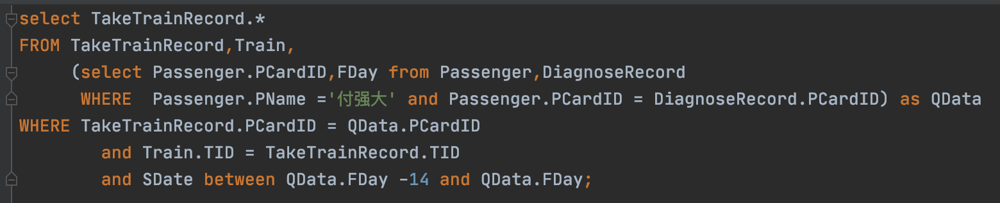 select TakeTrainRecord.*
FROM TakeTrainRecord,Train,
(select Passenger.PCardID,FDay from Passenger,DiagnoseRecord
WHERE  Passenger.PName ='付强大' and Passenger.PCardID = DiagnoseRecord.PCardID) as QData
WHERE TakeTrainRecord.PCardID = QData.PCardID
and Train.TID = TakeTrainRecord.TID
and SDate between QData.FDay -14 and QData.FDay;